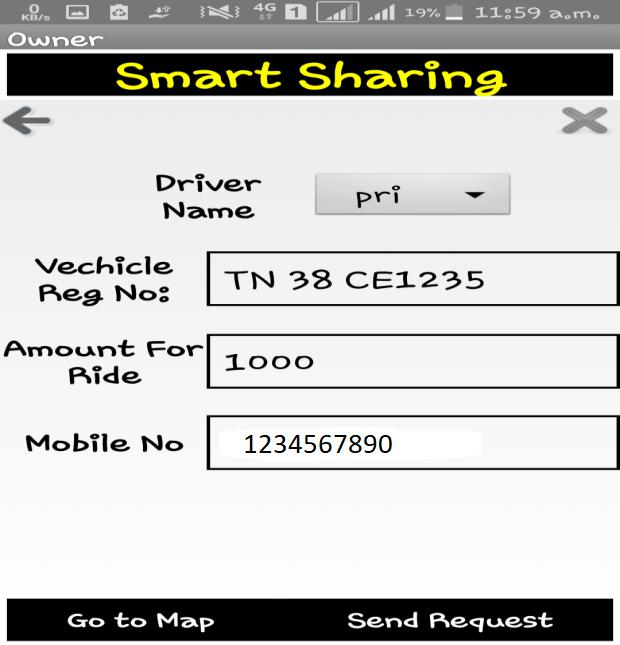 0 KB/s 4G 1 19% 11:59 a.m.
Owner
Smart Sharing
Driver Name
pri
Vechicle Reg No:
TN 38 CE1235
Amount For Ride
1000
Mobile No
1234567890
Go to Map Send Request